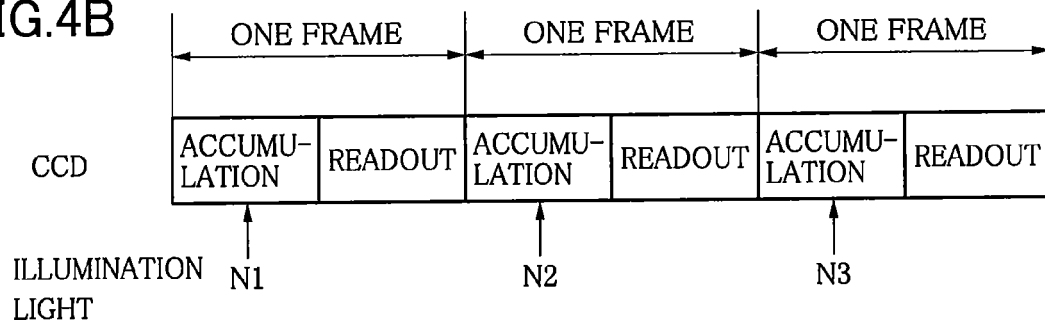 FIG.4B
ONE FRAME ONE FRAME ONE FRAME
CCD
ACCUMU-
LATION
READOUT
ACCUMU-
LATION
READOUT
ACCUMU-
LATION
READOUT
ILLUMINATION
LIGHT
N1 N2 N3